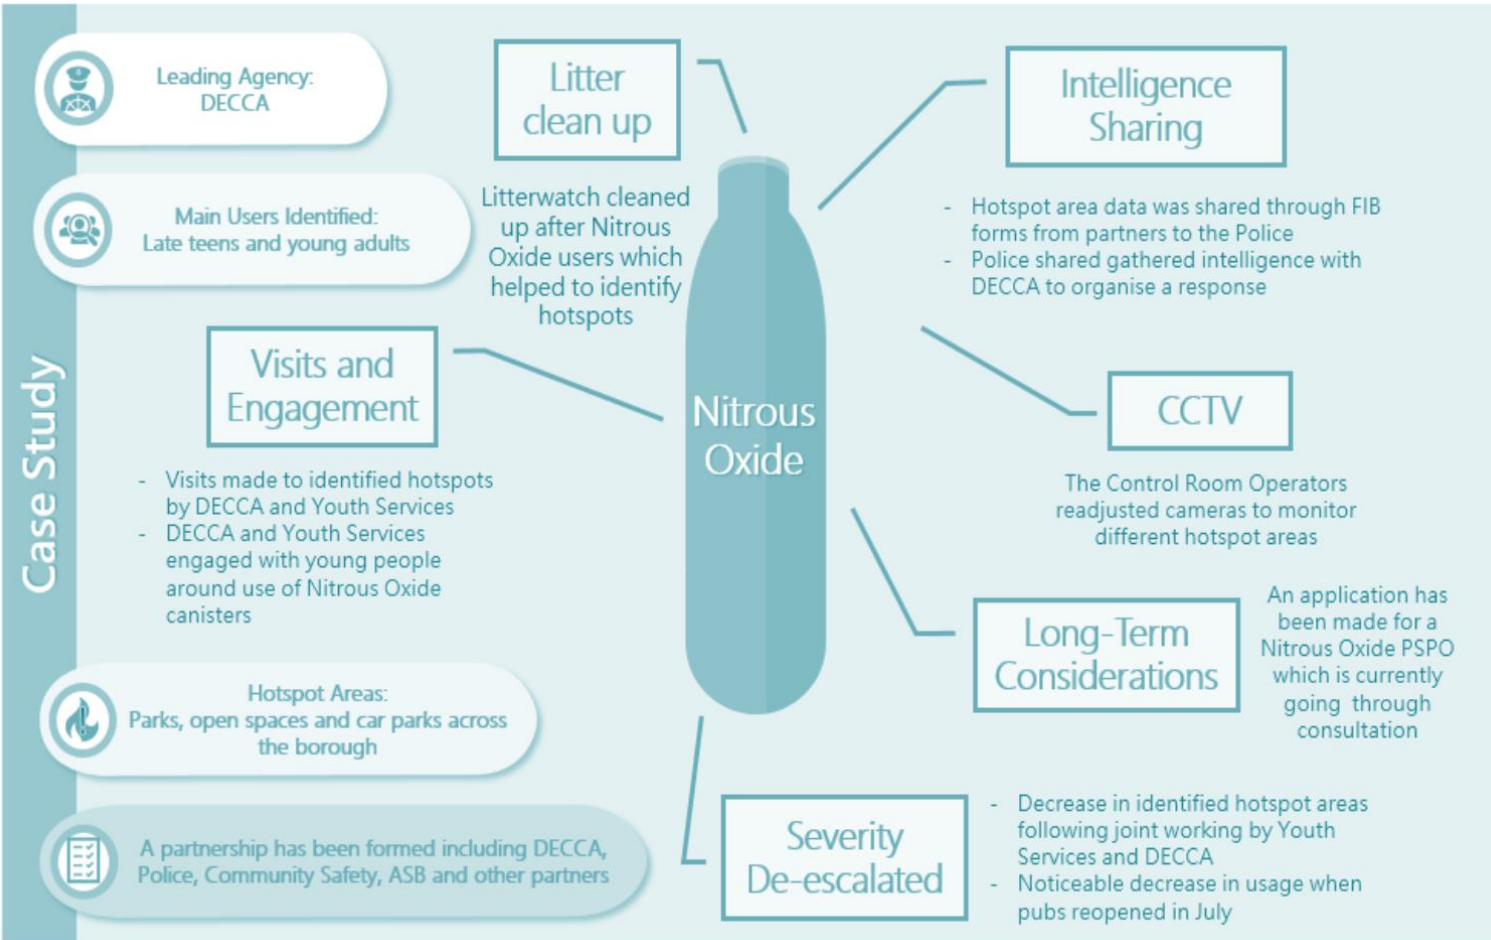 Case Study
Leading Agency:
DECCA
Main Users Identified:
Late teens and young adults
Litter
clean up
Litterwatch cleaned
up after Nitrous
Oxide users which
helped to identify
hotspots
Intelligence
Sharing
- Hotspot area data was shared through FIB
forms from partners to the Police
- Police shared gathered intelligence with
DECCA to organise a response
Visits and
Engagement
- Visits made to identified hotspots
by DECCA and Youth Services
- DECCA and Youth Services
engaged with young people
around use of Nitrous Oxide
canisters
Nitrous
Oxide
CCTV
The Control Room Operators
readjusted cameras to monitor
different hotspot areas
Long-Term
Considerations
An application has
been made for a
Nitrous Oxide PSPO
which is currently
going through
consultation
Hotspot Areas:
Parks, open spaces and car parks across
the borough
A partnership has been formed including DECCA,
Police, Community Safety, ASB and other partners
Severity
De-escalated
- Decrease in identified hotspot areas
following joint working by Youth
Services and DECCA
- Noticeable decrease in usage when
pubs reopened in July